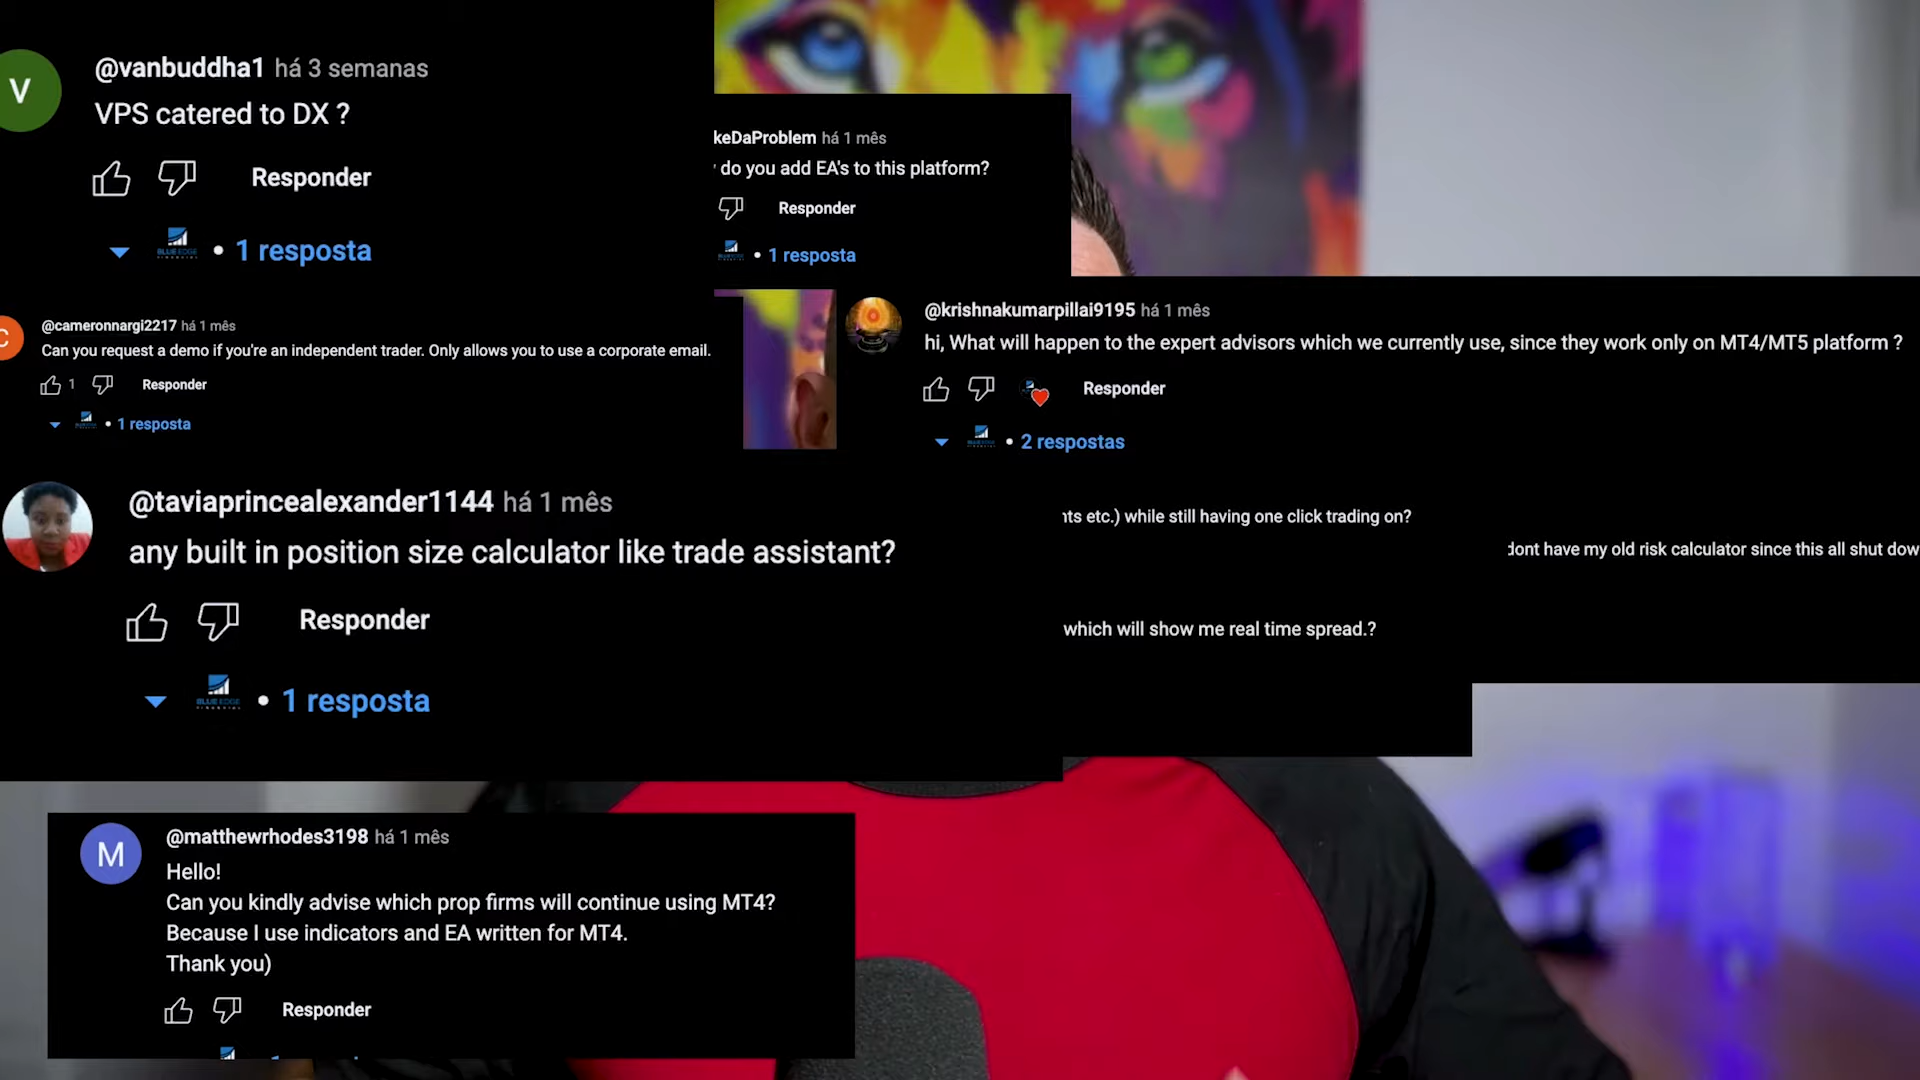 V
@vanbuddha1 há 3 semanas
VPS catered to DX ?
Responder
BLUE EDGE
• 1 resposta
keDaProblem há 1 mês
do you add EA's to this platform?
Responder
• 1 resposta
C
@cameronnargi2217 há 1 mês
Can you request a demo if you're an independent trader. Only allows you to use a corporate email.
1
Responder
• 1 resposta
@krishnakumarpillai9195 há 1 mês
hi, What will happen to the expert advisors which we currently use, since they work only on MT4/MT5 platform ?
Responder
• 2 respostas
@taviaprincealexander1144 há 1 mês
any built in position size calculator like trade assistant?
Responder
BLUE EDGE
FINANCIAL
• 1 resposta
etc.) while still having one click trading on?
dont have my old risk calculator since this all shut
which will show me real time spread.?
M
@matthewrhodes3198 há 1 mês
Hello!
Can you kindly advise which prop firms will continue using MT4?
Because I use indicators and EA written for MT4.
Thank you)
Responder